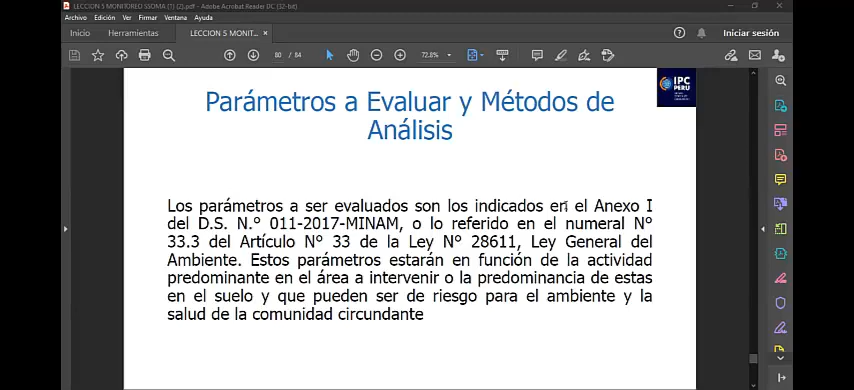 LECCION 5 MONITOREO SSOMA (1) (2).pdf - Adobe Acrobat Reader DC (32-bit)
Archivo Edición Ver Firmar Ventana Ayuda
Inicio Herramientas LECCION 5 MONIT... × Iniciar sesión
80 / 84 72.8%
IPC
PERU
Parámetros a Evaluar y Métodos de
Análisis
Los parámetros a ser evaluados son los indicados en el Anexo I
del D.S. N.º 011-2017-MINAM, o lo referido en el numeral Nº
33.3 del Artículo Nº 33 de la Ley Nº 28611, Ley General del
Ambiente. Estos parámetros estarán en función de la actividad
predominante en el área a intervenir o la predominancia de estas
en el suelo y que pueden ser de riesgo para el ambiente y la
salud de la comunidad circundante